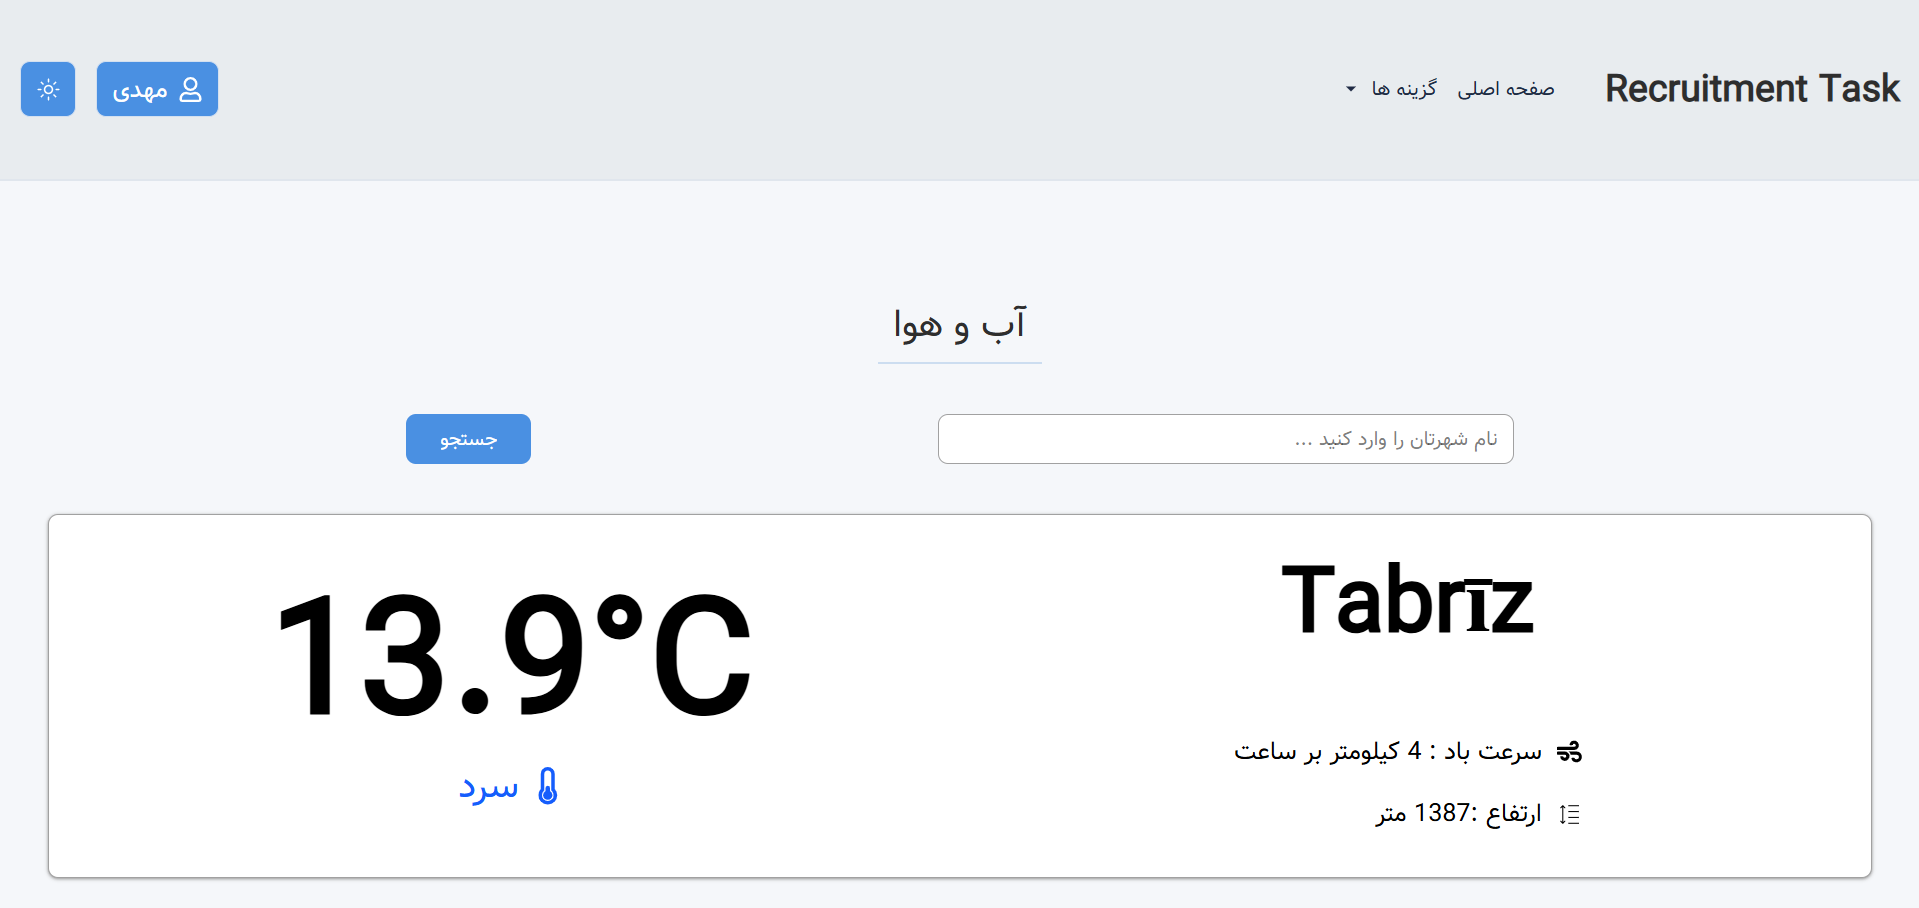 Recruitment Task
صفحه اصلی
گزینه ها
مهدی
آب و هوا
نام شهرتان را وارد کنید ...
جستجو
Tabrīz
سرعت باد : 4 کیلومتر بر ساعت
ارتفاع :1387 متر
13.9°C
سرد